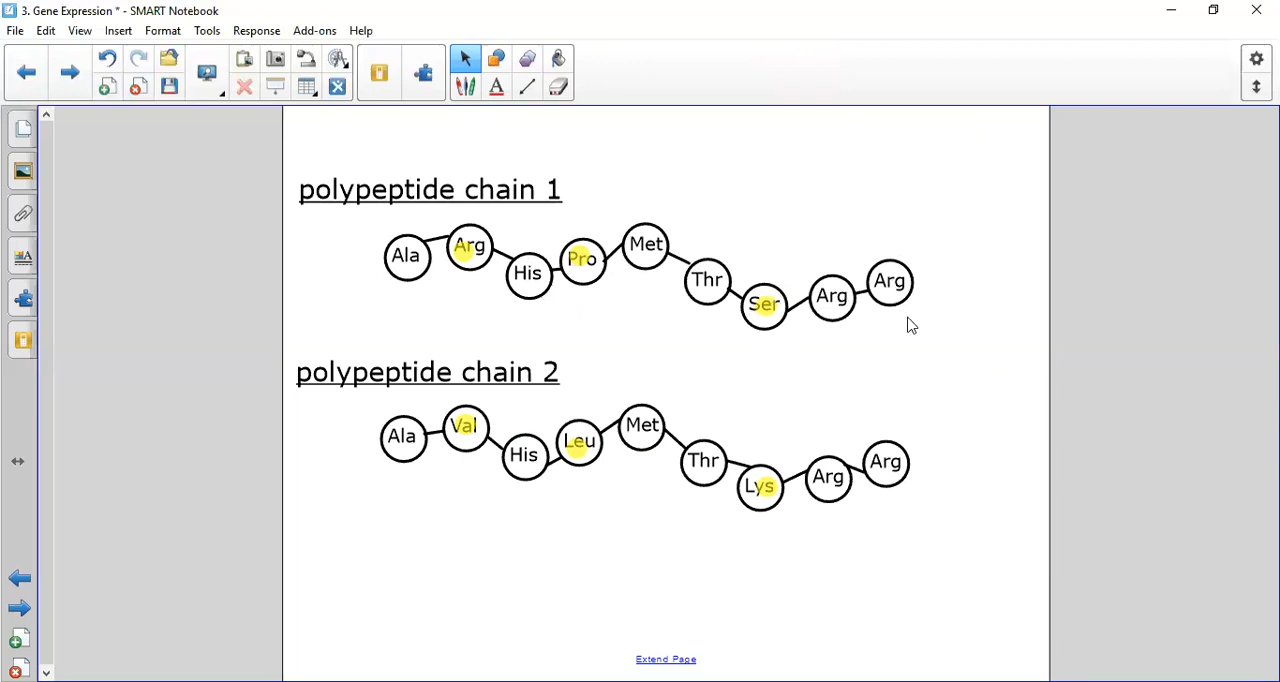 3. Gene Expression * - SMART Notebook
File Edit View Insert Format Tools Response Add-ons Help
polypeptide chain 1
Ala Arg His Pro Met Thr Ser Arg Arg
polypeptide chain 2
Ala Val His Leu Met Thr Lys Arg Arg
Extend Page